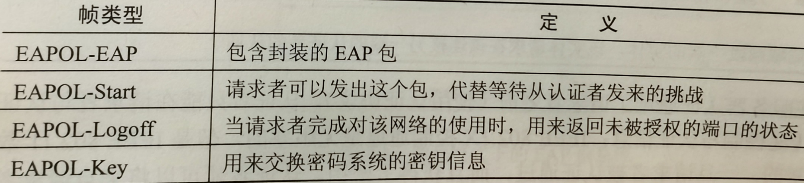 帧类型 定 义
EAPOL-EAP 包含封装的 EAP 包
EAPOL-Start 请求者可以发出这个包，代替等待从认证者发来的挑战
EAPOL-Logoff 当请求者完成对该网络的使用时，用来返回未被授权的端口的状态
EAPOL-Key 用来交换密码系统的密钥信息